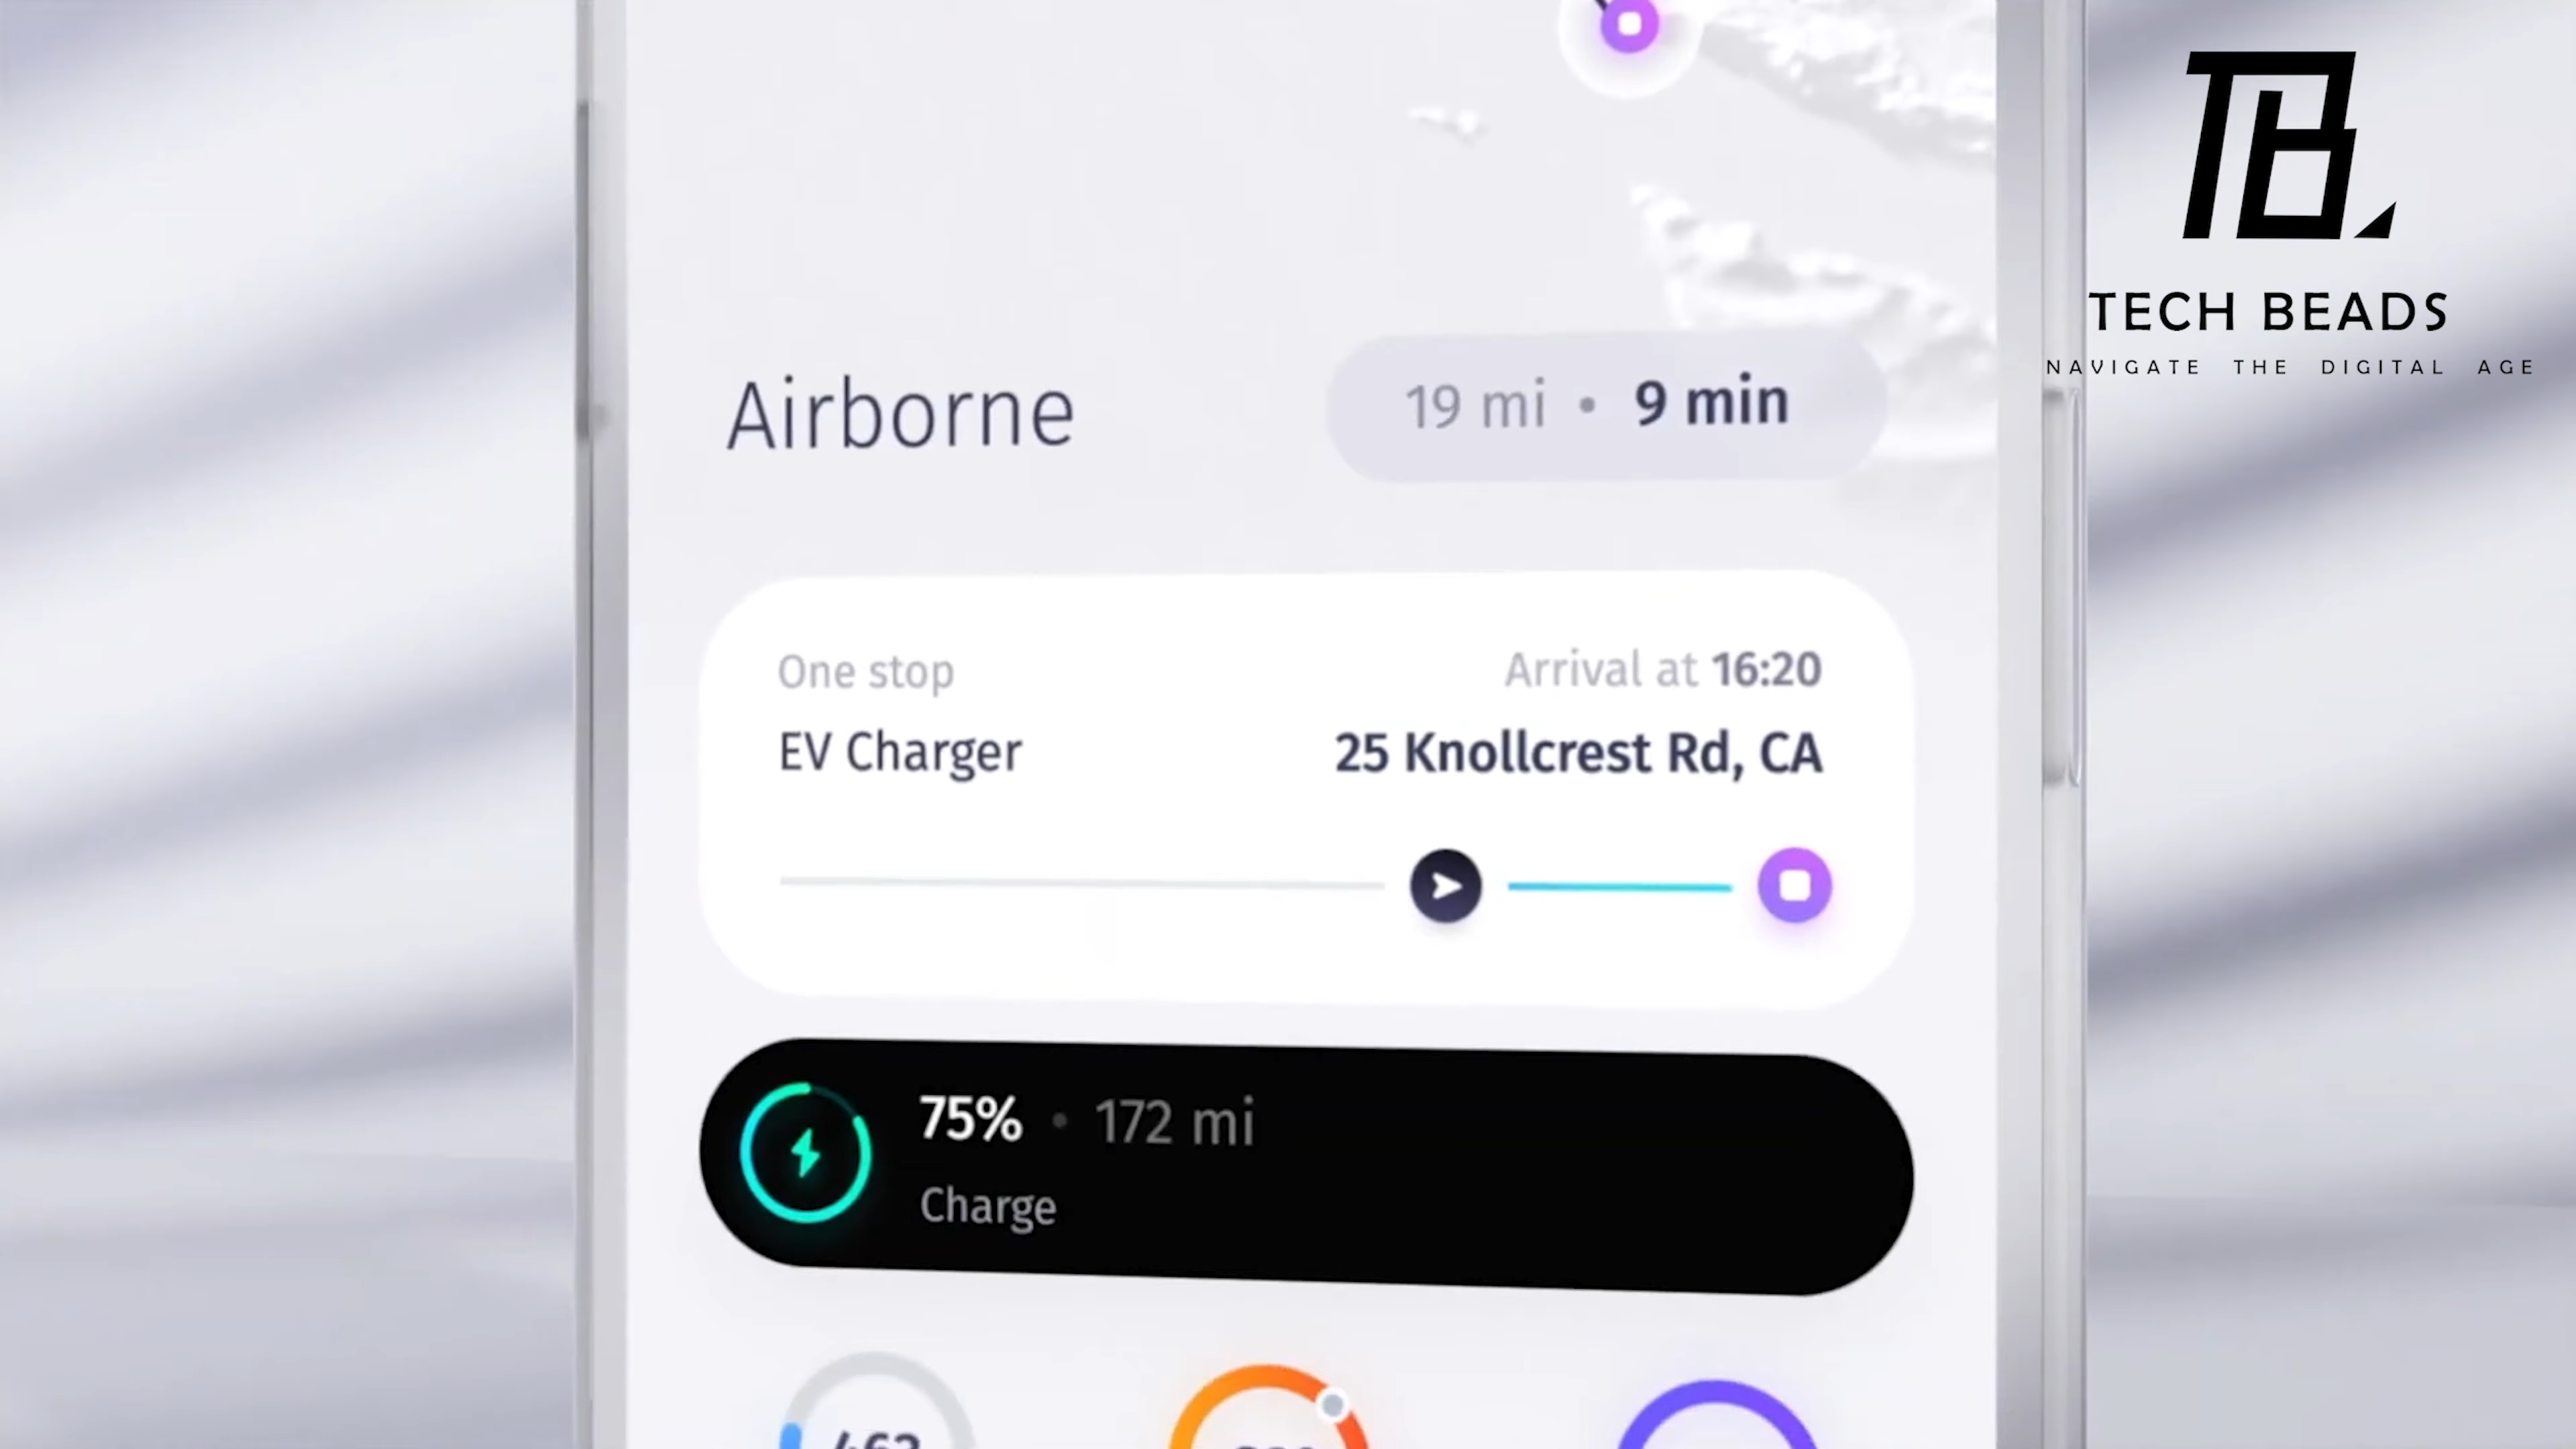 TECH BEADS
NAVIGATE THE DIGITAL AGE
Airborne
19 mi • 9 min
One stop
Arrival at 16:20
EV Charger
25 Knollcrest Rd, CA
75% • 172 mi
Charge